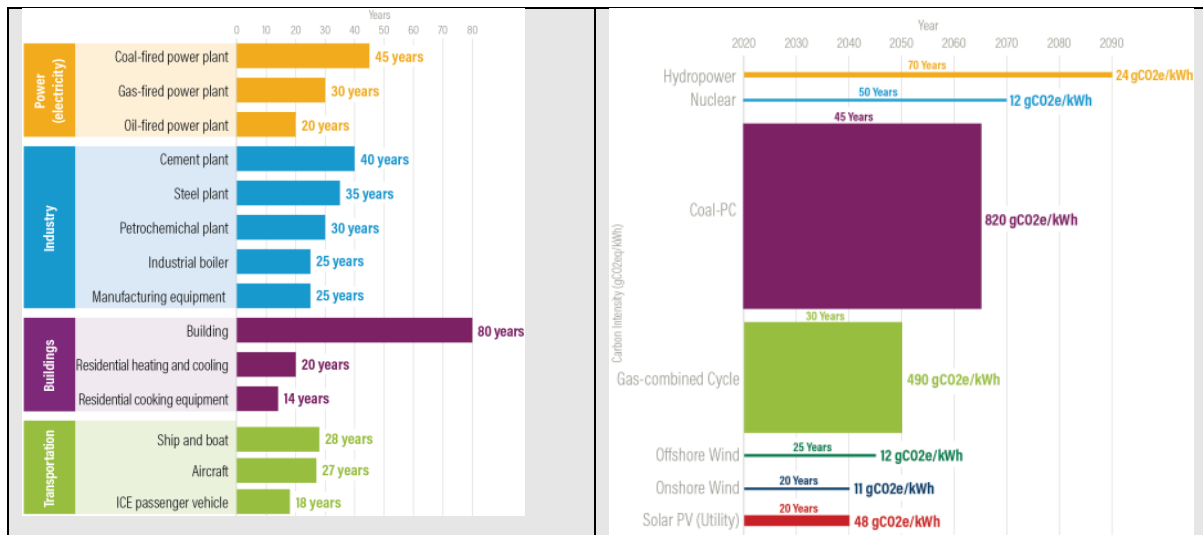 Years
0 10 20 30 40 50 60 70 80
Power
(electricity)
Coal-fired power plant 45 years
Gas-fired power plant 30 years
Oil-fired power plant 20 years
Industry
Cement plant 40 years
Steel plant 35 years
Petrochemichal plant 30 years
Industrial boiler 25 years
Manufacturing equipment 25 years
Buildings
Building 80 years
Residential heating and cooling 20 years
Residential cooking equipment 14 years
Transportation
Ship and boat 28 years
Aircraft 27 years
ICE passenger vehicle 18 years
Year
2020 2030 2040 2050 2060 2070 2080 2090
Carbon Intensity (gCO2eq/kWh)
70 Years
Hydropower 24 gCO2e/kWh
50 Years
Nuclear 12 gCO2e/kWh
45 Years
Coal-PC 820 gCO2e/kWh
30 Years
Gas-combined Cycle 490 gCO2e/kWh
25 Years
Offshore Wind 12 gCO2e/kWh
20 Years
Onshore Wind 11 gCO2e/kWh
20 Years
Solar PV (Utility) 48 gCO2e/kWh